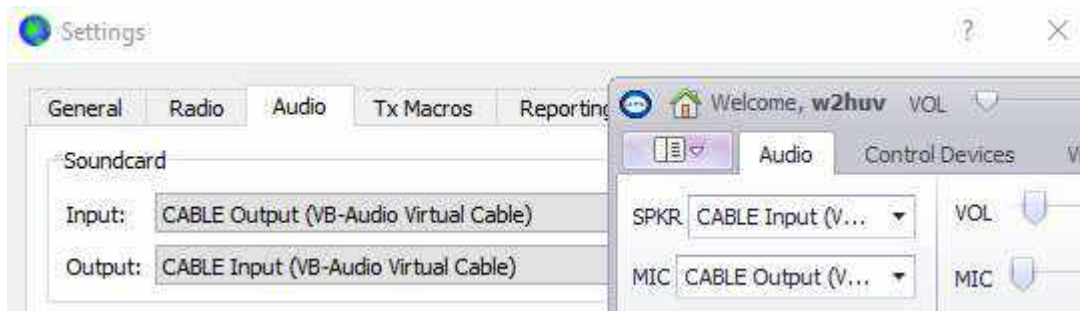 Settings ?
General Radio Audio Tx Macros Reporting
Soundcard
Input: CABLE Output (VB-Audio Virtual Cable)
Output: CABLE Input (VB-Audio Virtual Cable)
Welcome, w2huv VOL
Audio Control Devices
SPKR CABLE Input (V... VOL
MIC CABLE Output (V... MIC